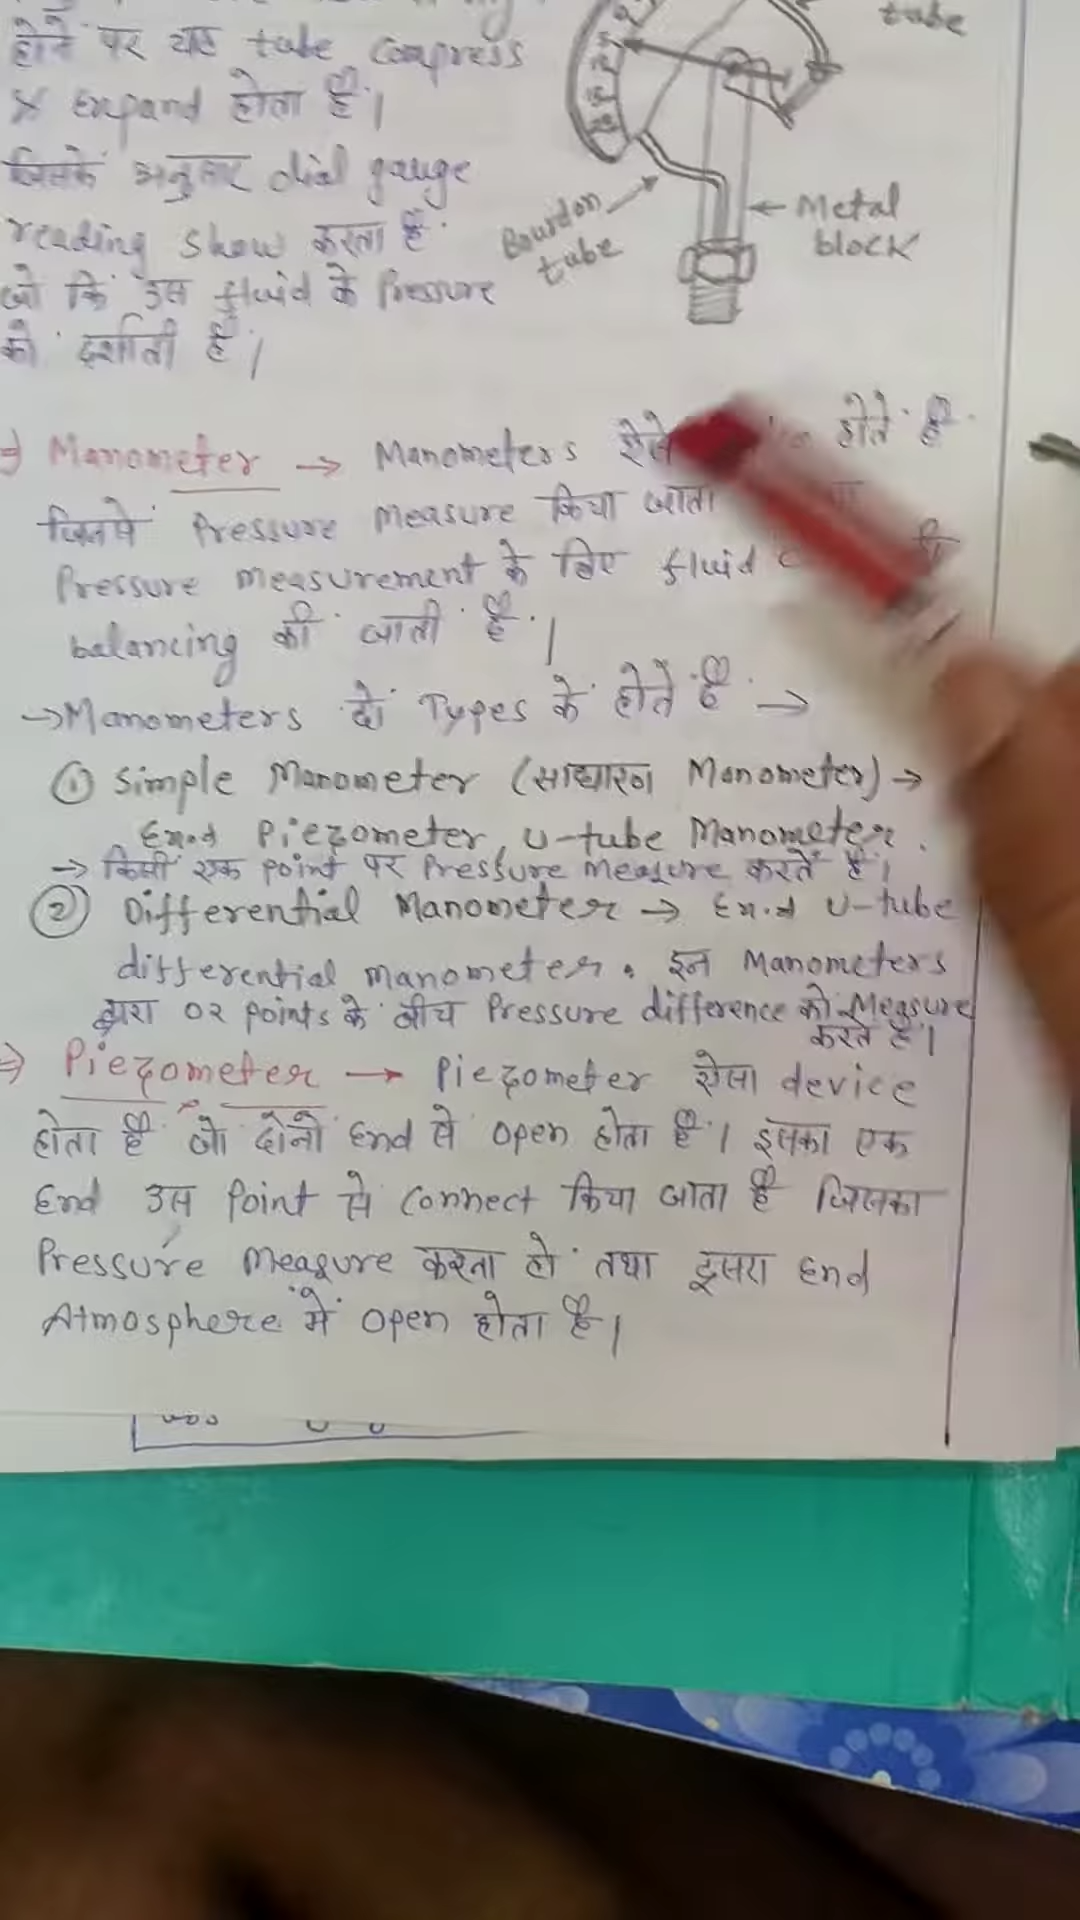 होने पर यह tube compress
& Expand होता है।
जिसके अनुसार dial gauge
reading show करता है
जो कि उस fluid के Pressure
को दर्शाती है।
tube
Bourdon
tube
← Metal
block
⇒ Manometer → Manometers ऐसे होते है
जिनसे Pressure measure किया जाता
Pressure measurement के लिए fluid की
balancing की जाती है।
→ Manometers दो Types के होते है →
① Simple Manometer (साधारन Manometer) →
Ex.→ Piezometer, U-tube Manometer.
→ किसी एक point पर Pressure measure करते है।
② Differential Manometer → Ex.→ U-tube
differential manometer. इन Manometers
द्वारा 02 points के बीच Pressure difference को Measure
करते है।
⇒ Piezometer → Piezometer ऐसा device
होता है जो दोनो End से open होता है। इसका एक
End उस Point से connect किया जाता है जिसका
Pressure measure करना हो तथा दूसरा End
Atmosphere में open होता है।